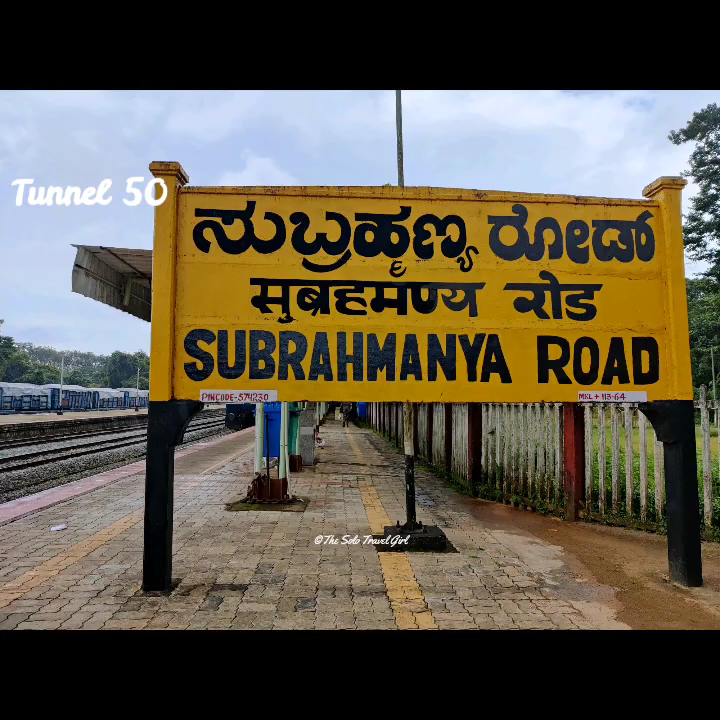 Tunnel 50
ಸುಬ್ರಹ್ಮಣ್ಯ ರೋಡ್
सुब्रहमण्य रोड
SUBRAHMANYA ROAD
PINCODE-574230
MSL + 113-64
©The Solo Travel Girl